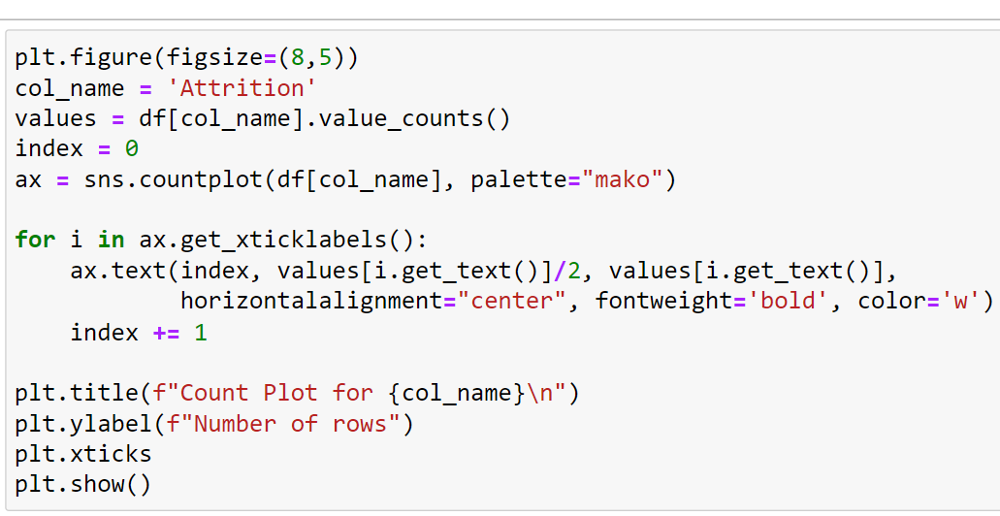 plt.figure(figsize=(8,5))
col_name = 'Attrition'
values = df[col_name].value_counts()
index = 0
ax = sns.countplot(df[col_name], palette="mako")

for i in ax.get_xticklabels():
    ax.text(index, values[i.get_text()]/2, values[i.get_text()],
            horizontalalignment="center", fontweight='bold', color='w')
    index += 1

plt.title(f"Count Plot for {col_name}\n")
plt.ylabel(f"Number of rows")
plt.xticks
plt.show()